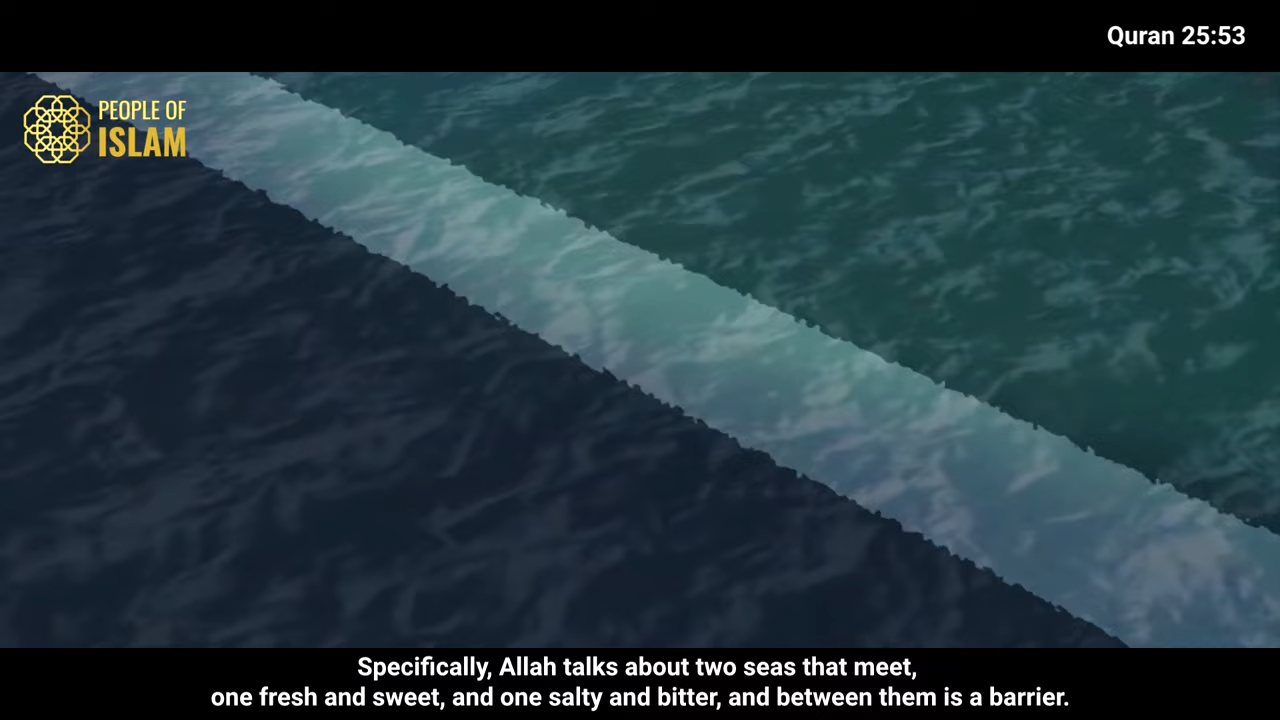 Quran 25:53
PEOPLE OF
ISLAM
Specifically, Allah talks about two seas that meet,
one fresh and sweet, and one salty and bitter, and between them is a barrier.